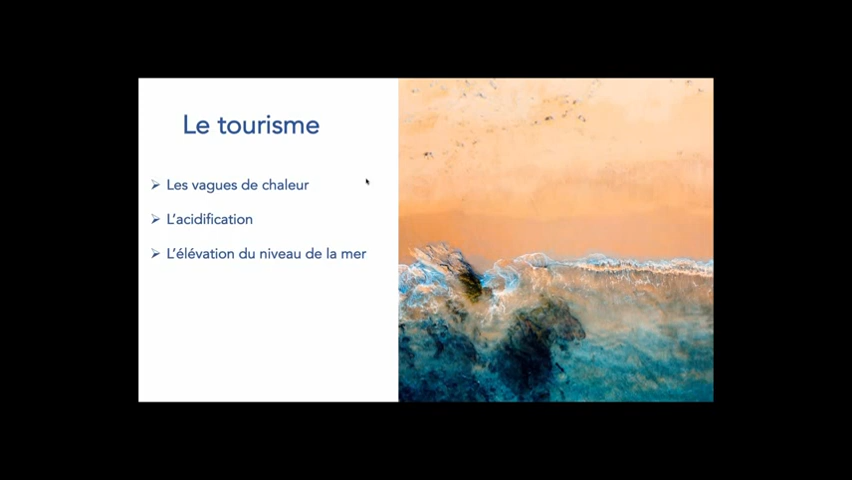 Le tourisme
➢ Les vagues de chaleur
➢ L'acidification
➢ L'élévation du niveau de la mer